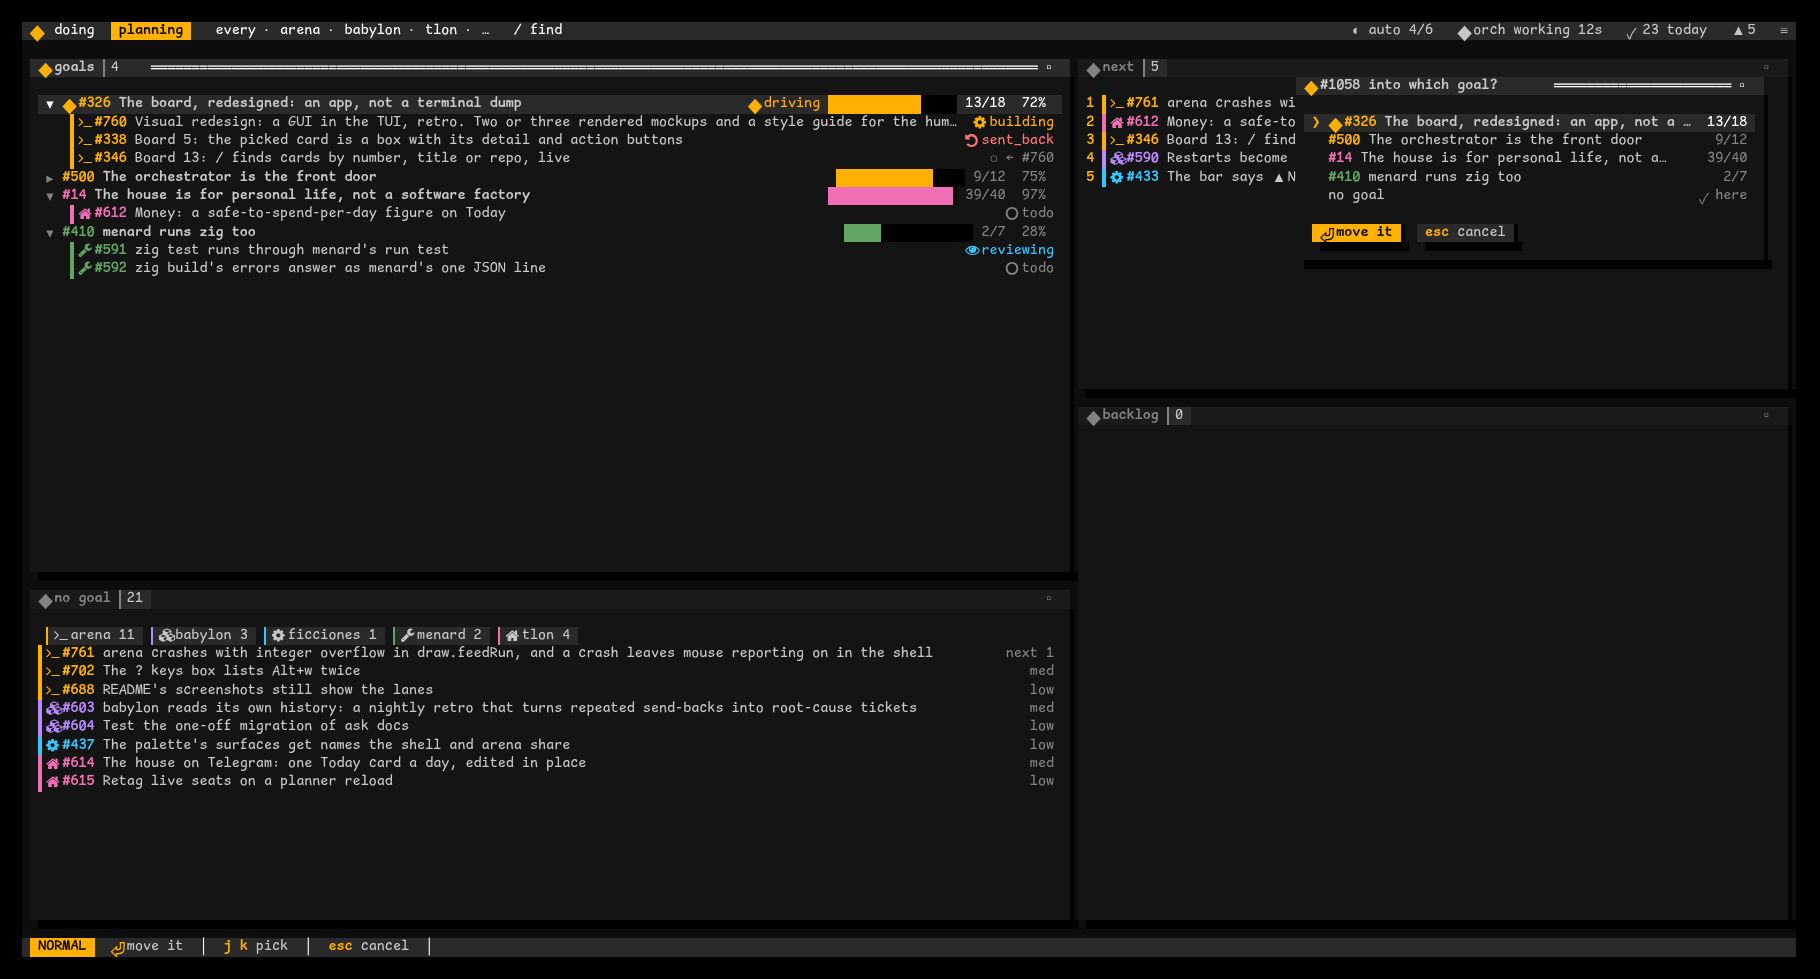 doing planning every · arena · babylon · tlon · … / find auto 4/6 orch working 12s ✓ 23 today ▲5 ≡
goals 4
▼ #326 The board, redesigned: an app, not a terminal dump driving 13/18 72%
>_#760 Visual redesign: a GUI in the TUI, retro. Two or three rendered mockups and a style guide for the hum… building
>_#338 Board 5: the picked card is a box with its detail and action buttons sent_back
>_#346 Board 13: / finds cards by number, title or repo, live ○ ← #760
▶ #500 The orchestrator is the front door 9/12 75%
▼ #14 The house is for personal life, not a software factory 39/40 97%
#612 Money: a safe-to-spend-per-day figure on Today todo
▼ #410 menard runs zig too 2/7 28%
#591 zig test runs through menard's run test reviewing
#592 zig build's errors answer as menard's one JSON line todo
no goal 21
>_arena 11 babylon 3 ficciones 1 menard 2 tlon 4
>_#761 arena crashes with integer overflow in draw.feedRun, and a crash leaves mouse reporting on in the shell next 1
>_#702 The ? keys box lists Alt+w twice med
>_#688 README's screenshots still show the lanes low
#603 babylon reads its own history: a nightly retro that turns repeated send-backs into root-cause tickets med
#604 Test the one-off migration of ask docs low
#437 The palette's surfaces get names the shell and arena share low
#614 The house on Telegram: one Today card a day, edited in place med
#615 Retag live seats on a planner reload low
next 5
1 >_#761 arena crashes wi
2 #612 Money: a safe-to
3 >_#346 Board 13: / find
4 #590 Restarts become
5 #433 The bar says ▲N
#1058 into which goal?
❯ #326 The board, redesigned: an app, not a … 13/18
#500 The orchestrator is the front door 9/12
#14 The house is for personal life, not a… 39/40
#410 menard runs zig too 2/7
no goal ✓ here
move it esc cancel
backlog 0
NORMAL move it j k pick esc cancel